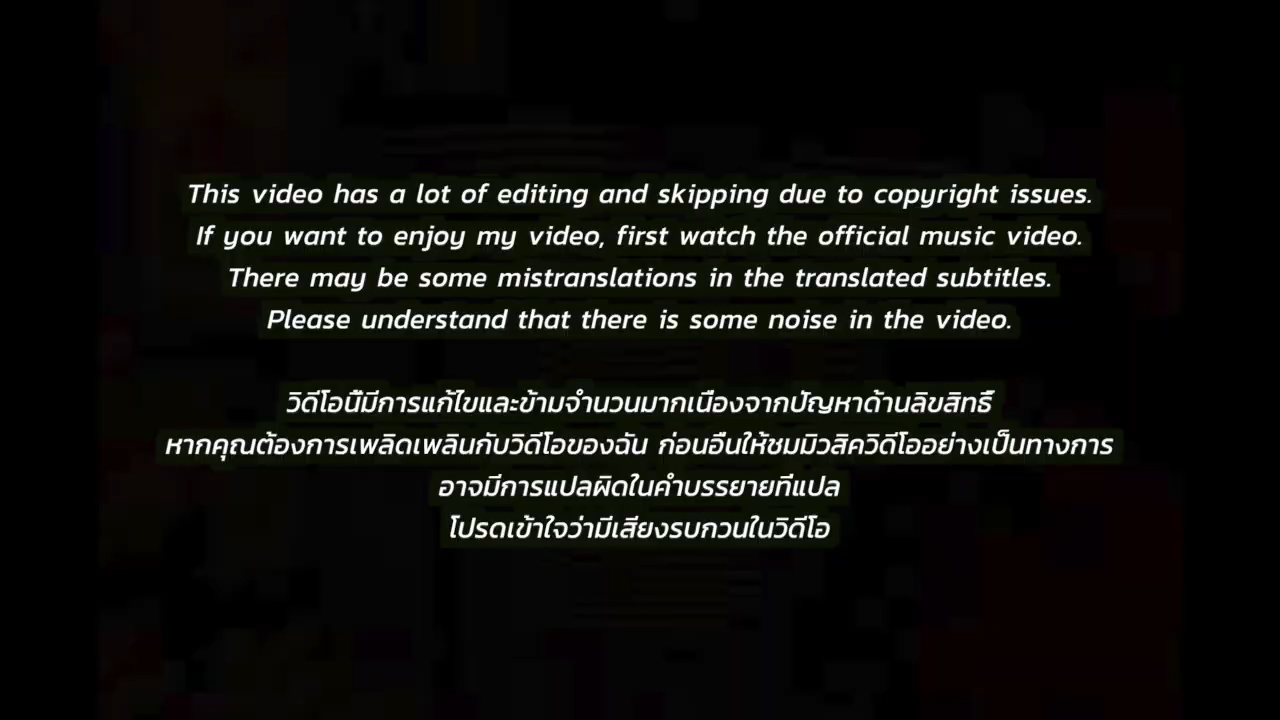 This video has a lot of editing and skipping due to copyright issues.
If you want to enjoy my video, first watch the official music video.
There may be some mistranslations in the translated subtitles.
Please understand that there is some noise in the video.
วิดีโอนี้มีการแก้ไขและข้ามจำนวนมากเนื่องจากปัญหาด้านลิขสิทธิ์
หากคุณต้องการเพลิดเพลินกับวิดีโอของฉัน ก่อนอื่นให้ชมมิวสิควิดีโออย่างเป็นทางการ
อาจมีการแปลผิดในคำบรรยายที่แปล
โปรดเข้าใจว่ามีเสียงรบกวนในวิดีโอ